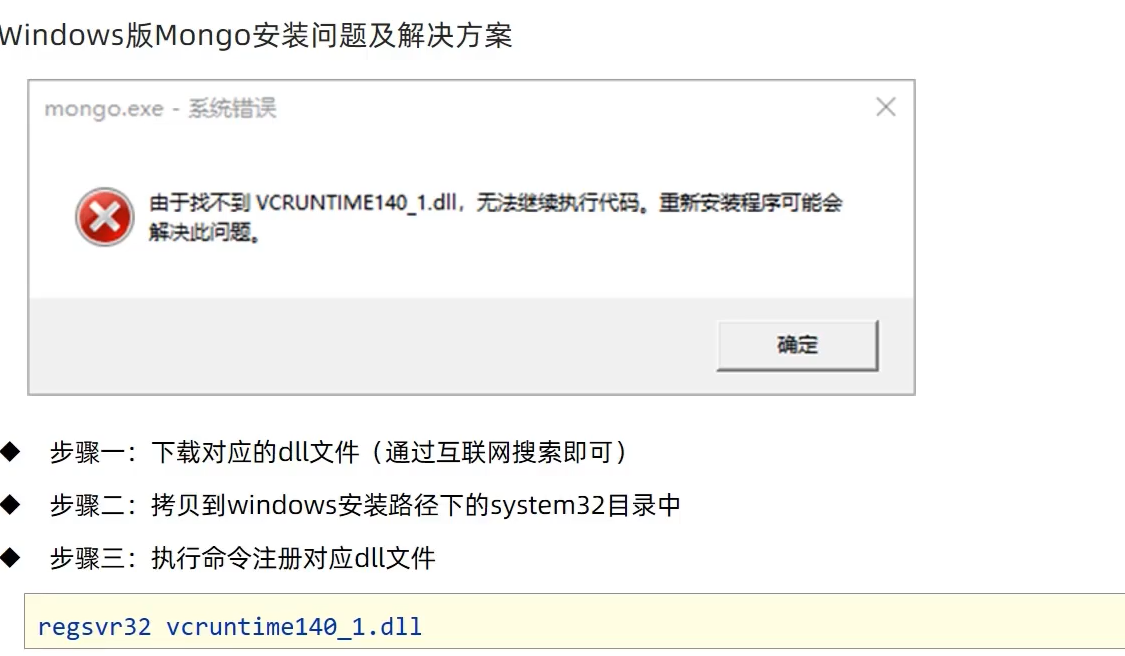 Windows版Mongo安装问题及解决方案
mongo.exe - 系统错误
由于找不到 VCRUNTIME140_1.dll，无法继续执行代码。重新安装程序可能会
解决此问题。
确定
步骤一：下载对应的dll文件（通过互联网搜索即可）
步骤二：拷贝到windows安装路径下的system32目录中
步骤三：执行命令注册对应dll文件
regsvr32 vcruntime140_1.dll